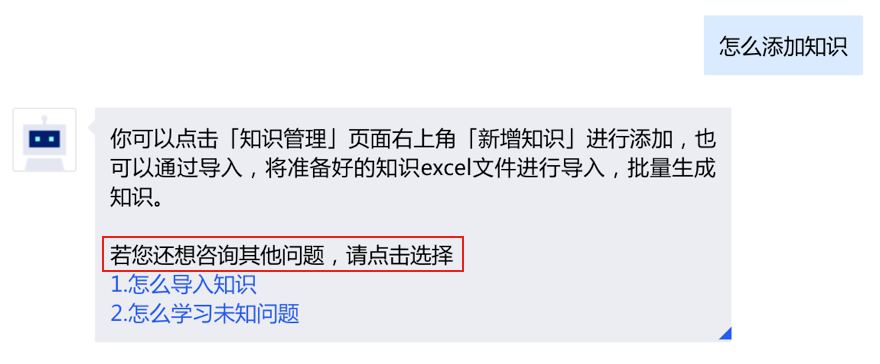 怎么添加知识
你可以点击「知识管理」页面右上角「新增知识」进行添加，也
可以通过导入，将准备好的知识excel文件进行导入，批量生成
知识。
若您还想咨询其他问题，请点击选择
1.怎么导入知识
2.怎么学习未知问题